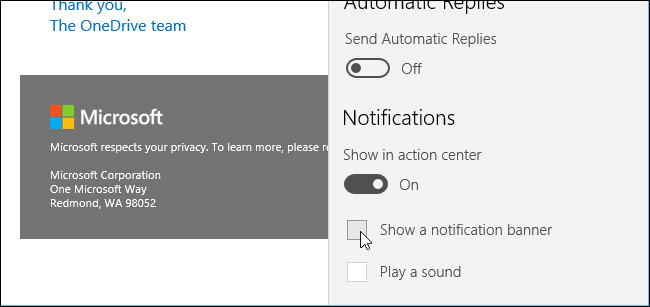 Thank you,
The OneDrive team
Microsoft
Microsoft respects your privacy. To learn more, please re
Microsoft Corporation
One Microsoft Way
Redmond, WA 98052
Automatic Replies
Send Automatic Replies
Off
Notifications
Show in action center
On
Show a notification banner
Play a sound